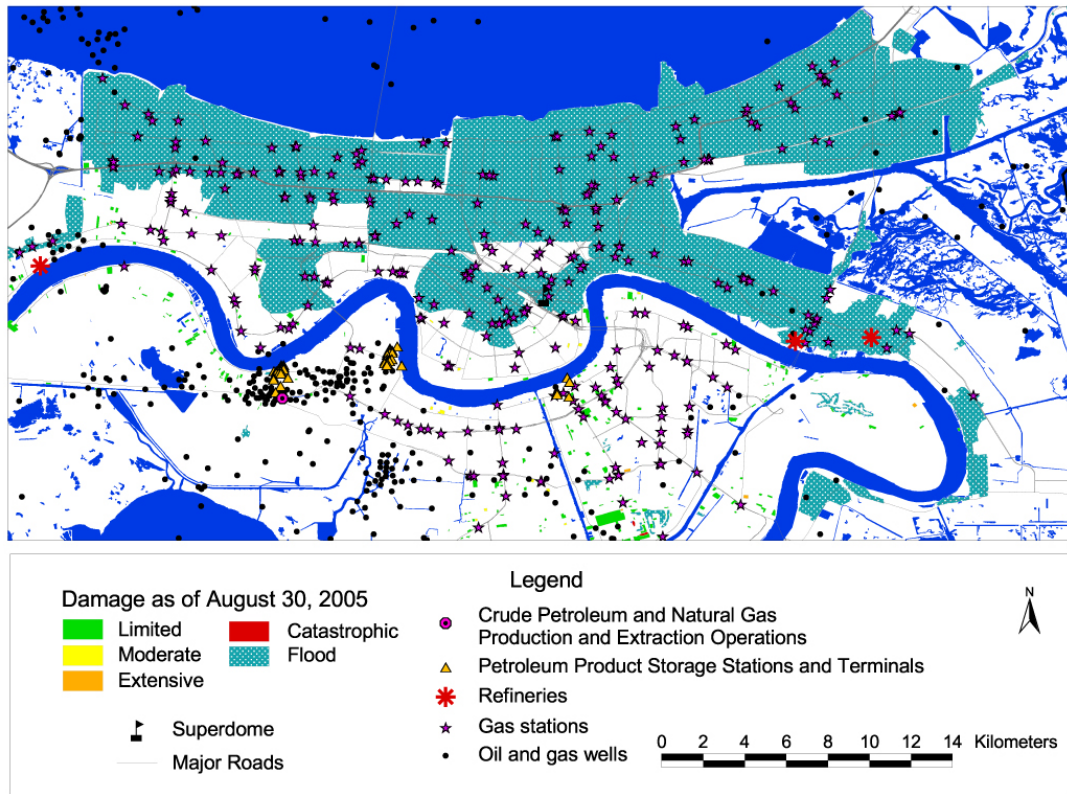 Legend
Damage as of August 30, 2005
Limited
Moderate
Extensive
Catastrophic
Flood
Superdome
Major Roads
Crude Petroleum and Natural Gas
Production and Extraction Operations
Petroleum Product Storage Stations and Terminals
Refineries
Gas stations
Oil and gas wells
N
0 2 4 6 8 10 12 14 Kilometers